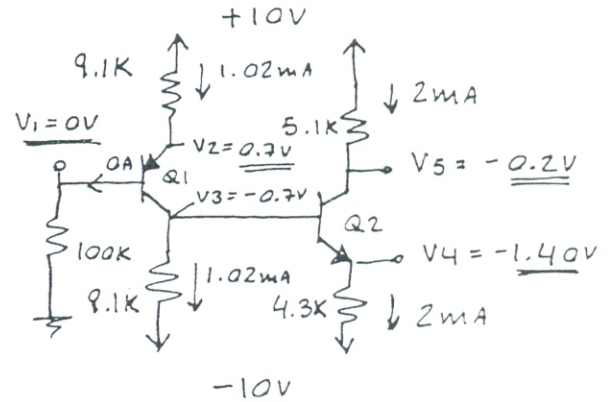 +10V
9.1K
1.02mA
2mA
V1=0V
5.1K
0A
V2=0.7V
V5=-0.2V
Q1
V3=-0.7V
Q2
100K
V4=-1.40V
9.1K
1.02mA
4.3K
2mA
-10V